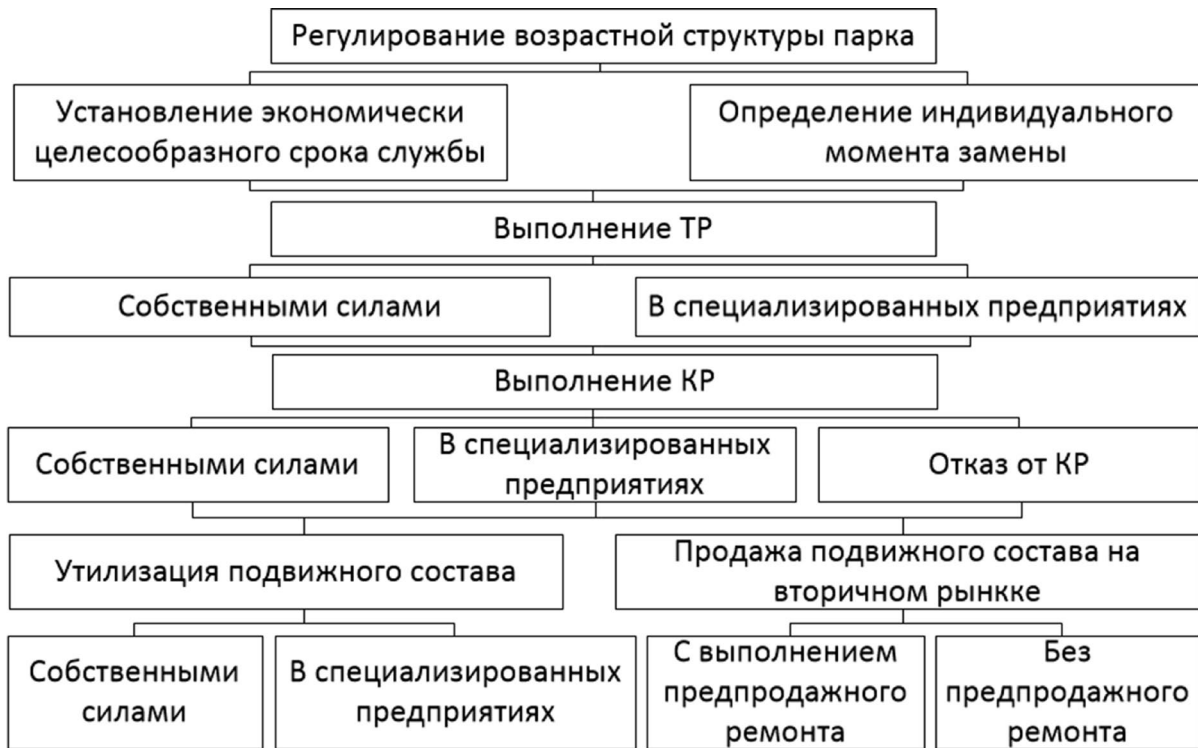 Регулирование возрастной структуры парка
Установление экономически
целесообразного срока службы
Определение индивидуального
момента замены
Выполнение ТР
Собственными силами
В специализированных предприятиях
Выполнение КР
Собственными силами
В специализированных
предприятиях
Отказ от КР
Утилизация подвижного состава
Продажа подвижного состава на
вторичном рынкке
Собственными
силами
В специализированных
предприятиях
С выполнением
предпродажного
ремонта
Без
предпродажного
ремонта